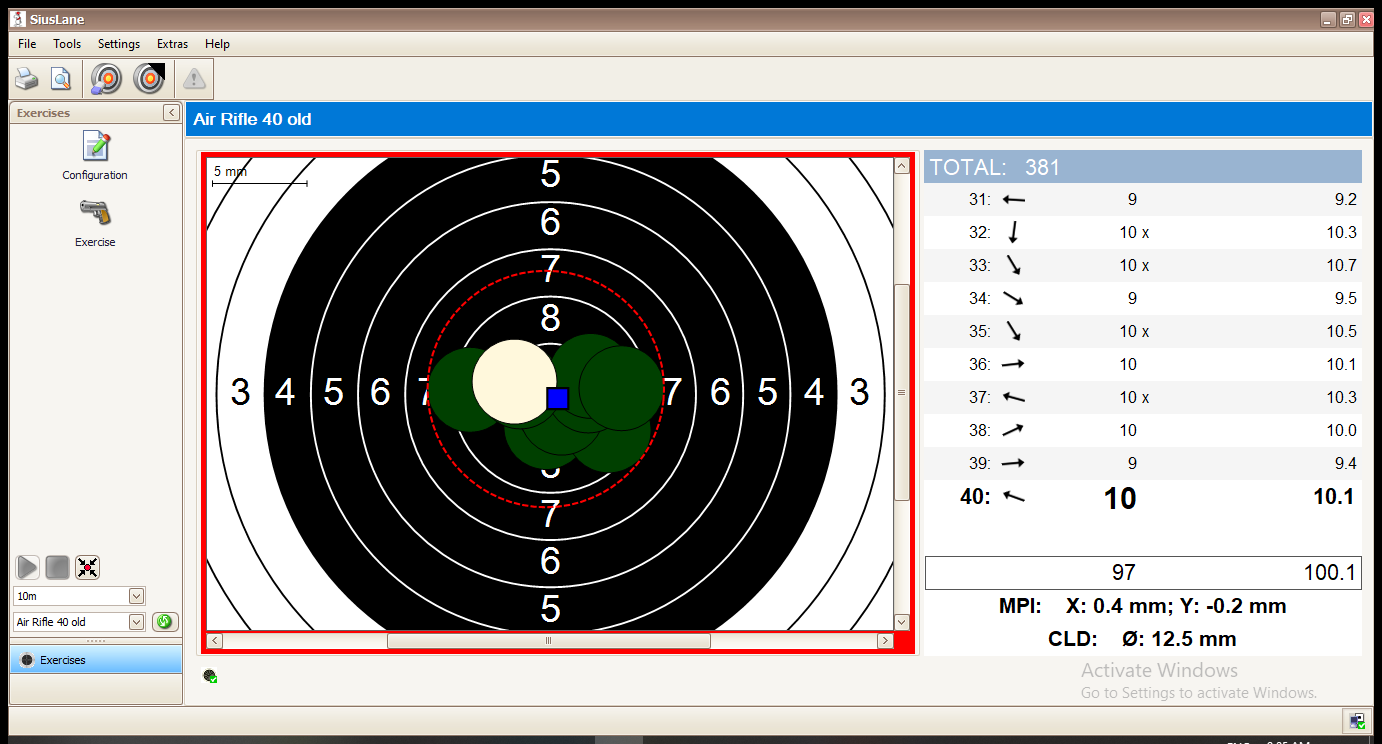 SiusLane
File Tools Settings Extras Help
Exercises
Configuration
Exercise
10m
Air Rifle 40 old
Exercises
Air Rifle 40 old
5 mm
5
6
7
8
3 4 5 6 7 7 6 5 4 3
8
7
6
5
TOTAL: 381
31: 9 9.2
32: 10 x 10.3
33: 10 x 10.7
34: 9 9.5
35: 10 x 10.5
36: 10 10.1
37: 10 x 10.3
38: 10 10.0
39: 9 9.4
40: 10 10.1
97 100.1
MPI: X: 0.4 mm; Y: -0.2 mm
CLD: Ø: 12.5 mm
Activate Windows
Go to Settings to activate Windows.